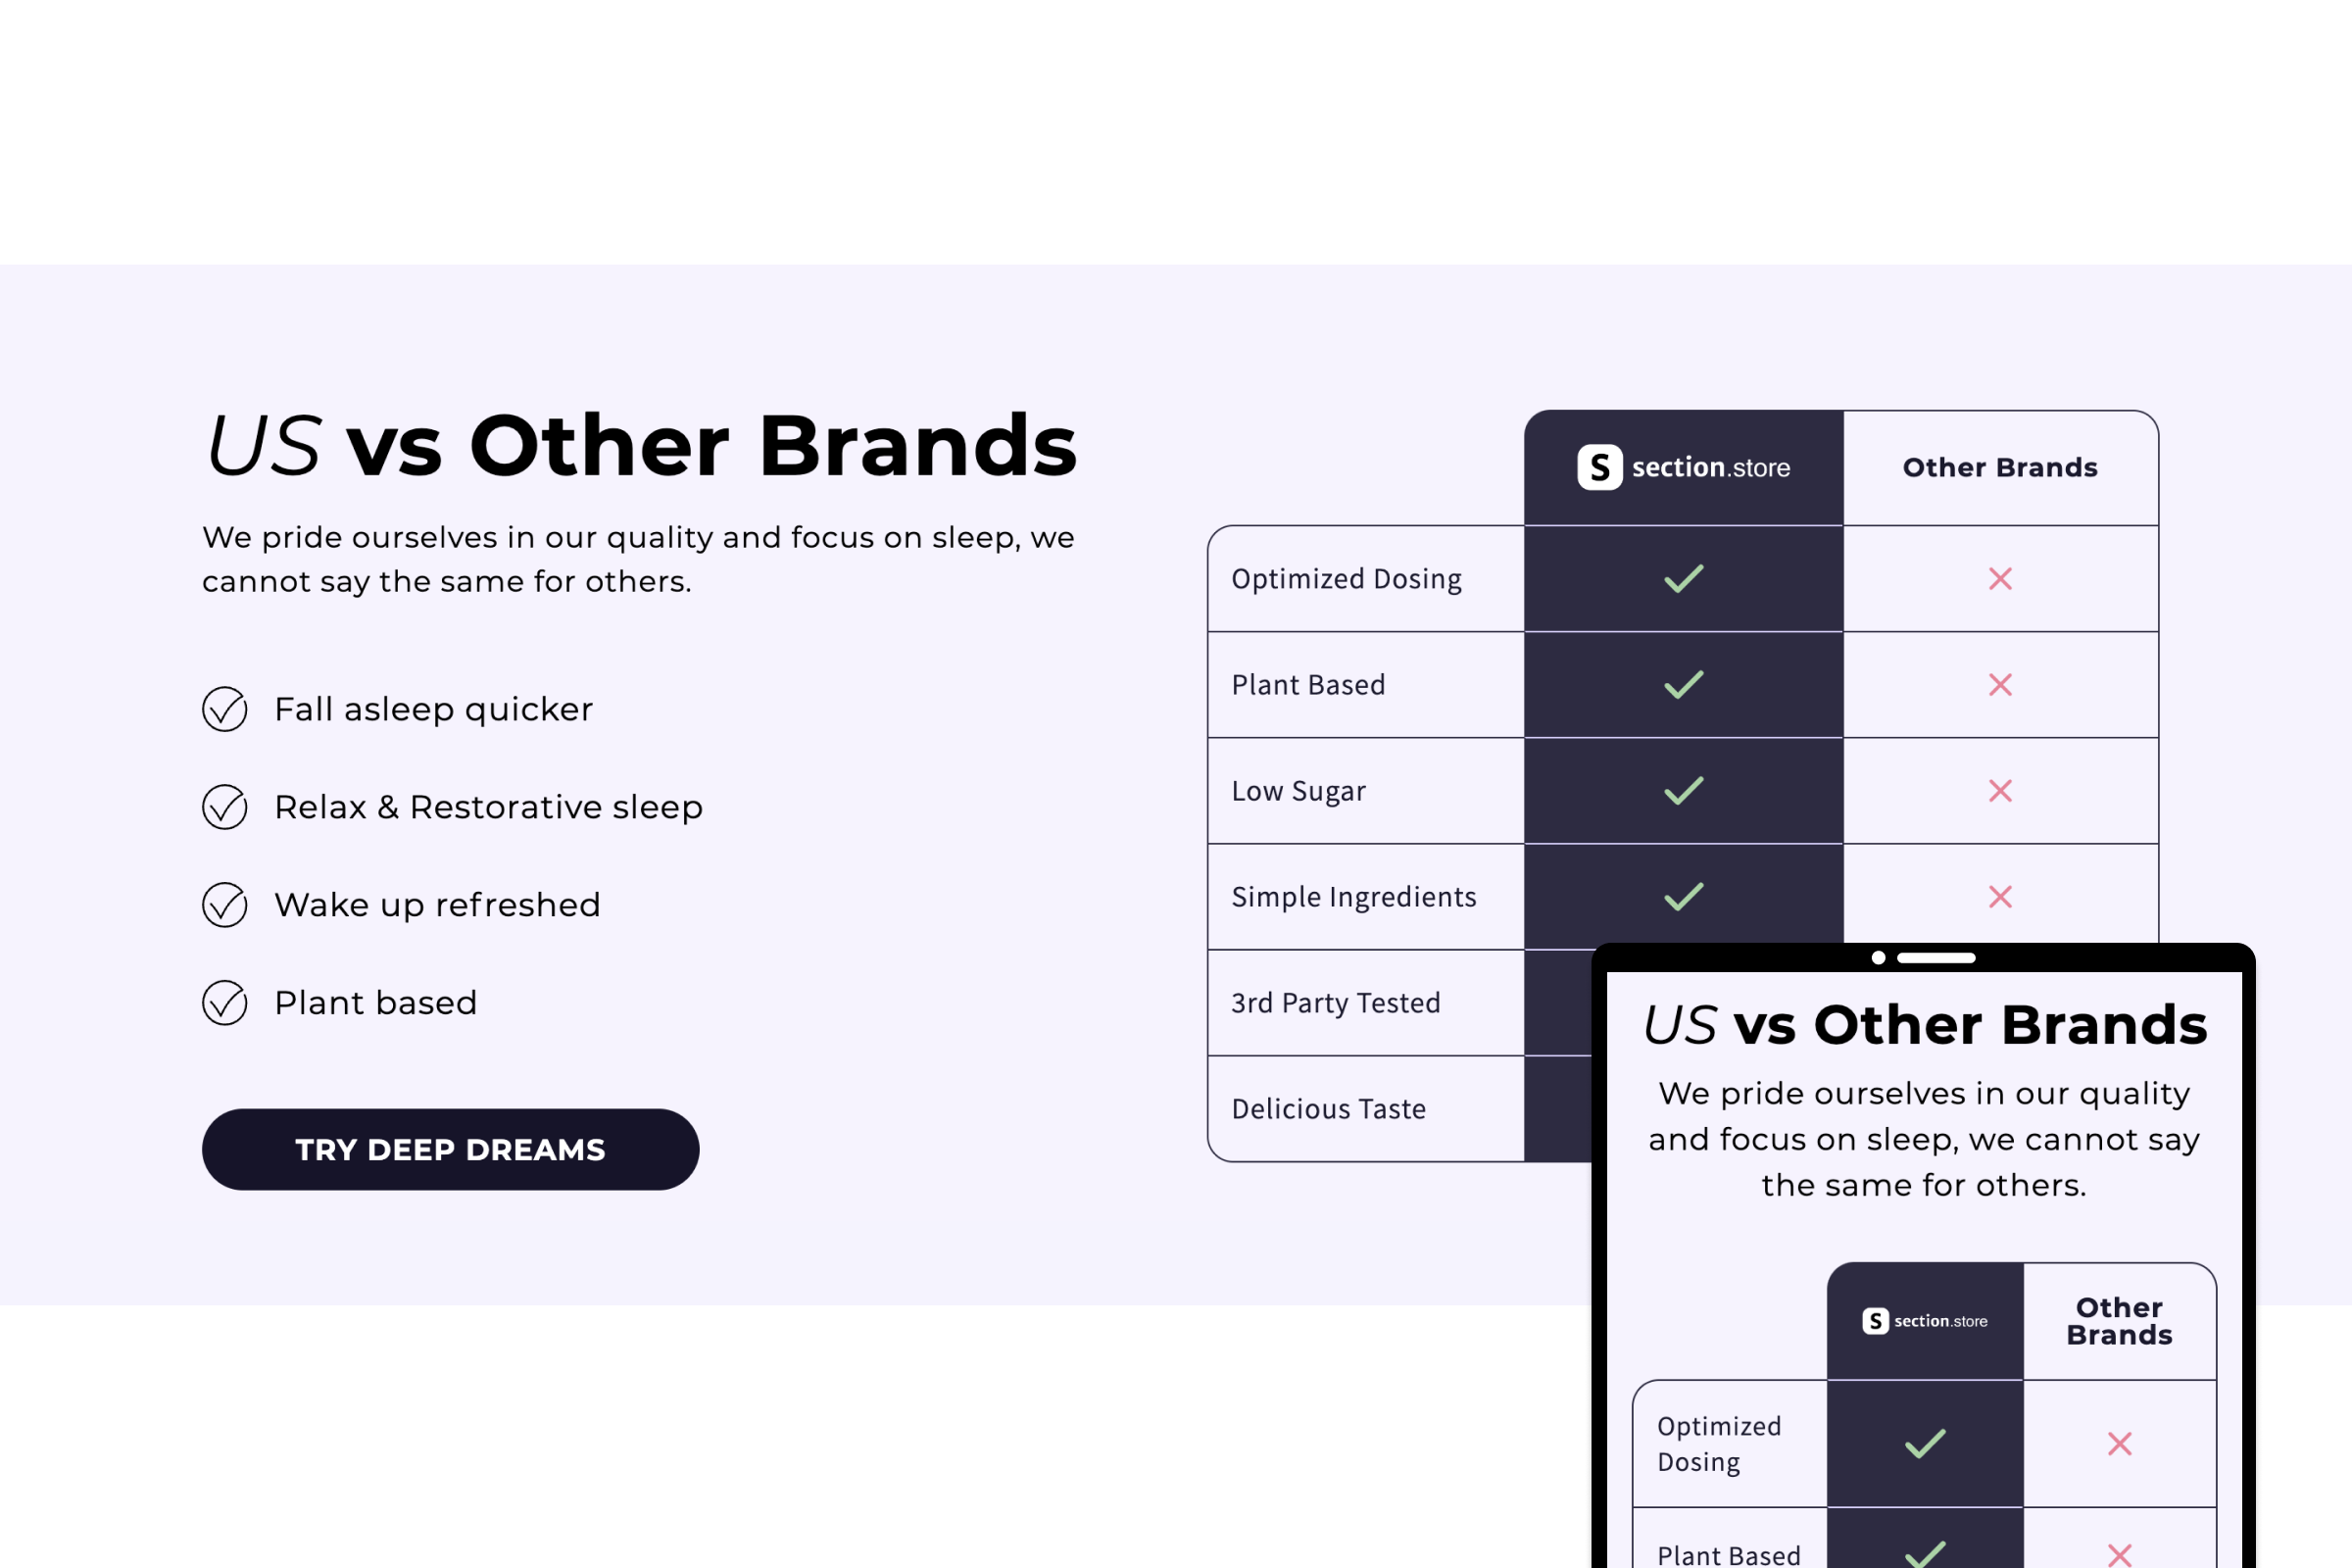 US vs Other Brands
We pride ourselves in our quality and focus on sleep, we
cannot say the same for others.
Fall asleep quicker
Relax & Restorative sleep
Wake up refreshed
Plant based
TRY DEEP DREAMS
S section.store
Other Brands
Optimized Dosing
Plant Based
Low Sugar
Simple Ingredients
3rd Party Tested
Delicious Taste
US vs Other Brands
We pride ourselves in our quality
and focus on sleep, we cannot say
the same for others.
S section.store
Other
Brands
Optimized
Dosing
Plant Based